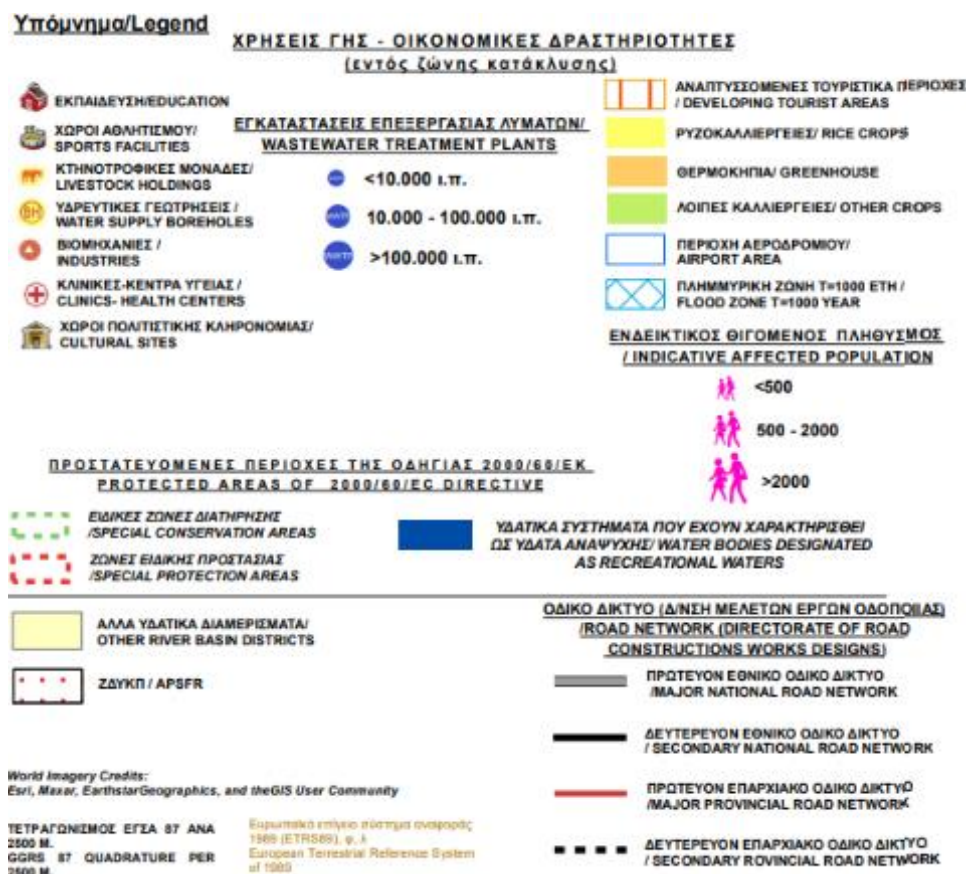 Υπόμνημα/Legend
ΧΡΗΣΕΙΣ ΓΗΣ - ΟΙΚΟΝΟΜΙΚΕΣ ΔΡΑΣΤΗΡΙΟΤΗΤΕΣ
(εντός ζώνης κατάκλυσης)
ΕΚΠΑΙΔΕΥΣΗ/EDUCATION
ΧΩΡΟΙ ΑΘΛΗΤΙΣΜΟΥ/
SPORTS FACILITIES
ΚΤΗΝΟΤΡΟΦΙΚΕΣ ΜΟΝΑΔΕΣ/
LIVESTOCK HOLDINGS
BH
ΥΔΡΕΥΤΙΚΕΣ ΓΕΩΤΡΗΣΕΙΣ /
WATER SUPPLY BOREHOLES
ΒΙΟΜΗΧΑΝΙΕΣ /
INDUSTRIES
ΚΛΙΝΙΚΕΣ-ΚΕΝΤΡΑ ΥΓΕΙΑΣ /
CLINICS- HEALTH CENTERS
ΧΩΡΟΙ ΠΟΛΙΤΙΣΤΙΚΗΣ ΚΛΗΡΟΝΟΜΙΑΣ/
CULTURAL SITES
ΕΓΚΑΤΑΣΤΑΣΕΙΣ ΕΠΕΞΕΡΓΑΣΙΑΣ ΛΥΜΑΤΩΝ/
WASTEWATER TREATMENT PLANTS
<10.000 ι.π.
10.000 - 100.000 ι.π.
>100.000 ι.π.
ΑΝΑΠΤΥΣΣΟΜΕΝΕΣ ΤΟΥΡΙΣΤΙΚΑ ΠΕΡΙΟΧΕΣ
/ DEVELOPING TOURIST AREAS
ΡΥΖΟΚΑΛΛΙΕΡΓΕΙΕΣ/ RICE CROPS
ΘΕΡΜΟΚΗΠΙΑ/ GREENHOUSE
ΛΟΙΠΕΣ ΚΑΛΛΙΕΡΓΕΙΕΣ/ OTHER CROPS
ΠΕΡΙΟΧΗ ΑΕΡΟΔΡΟΜΙΟΥ/
AIRPORT AREA
ΠΛΗΜΜΥΡΙΚΗ ΖΩΝΗ Τ=1000 ΕΤΗ /
FLOOD ZONE T=1000 YEAR
ΕΝΔΕΙΚΤΙΚΟΣ ΘΙΓΟΜΕΝΟΣ ΠΛΗΘΥΣΜΟΣ
/ INDICATIVE AFFECTED POPULATION
<500
500 - 2000
>2000
ΠΡΟΣΤΑΤΕΥΟΜΕΝΕΣ ΠΕΡΙΟΧΕΣ ΤΗΣ ΟΔΗΓΙΑΣ 2000/60/ΕΚ
PROTECTED AREAS OF 2000/60/EC DIRECTIVE
ΕΙΔΙΚΕΣ ΖΩΝΕΣ ΔΙΑΤΗΡΗΣΗΣ
/SPECIAL CONSERVATION AREAS
ΖΩΝΕΣ ΕΙΔΙΚΗΣ ΠΡΟΣΤΑΣΙΑΣ
/SPECIAL PROTECTION AREAS
ΥΔΑΤΙΚΑ ΣΥΣΤΗΜΑΤΑ ΠΟΥ ΕΧΟΥΝ ΧΑΡΑΚΤΗΡΙΣΘΕΙ
ΩΣ ΥΔΑΤΑ ΑΝΑΨΥΧΗΣ/ WATER BODIES DESIGNATED
AS RECREATIONAL WATERS
ΑΛΛΑ ΥΔΑΤΙΚΑ ΔΙΑΜΕΡΙΣΜΑΤΑ/
OTHER RIVER BASIN DISTRICTS
ΖΔΥΚΠ / APSFR
ΟΔΙΚΟ ΔΙΚΤΥΟ (Δ/ΝΣΗ ΜΕΛΕΤΩΝ ΕΡΓΩΝ ΟΔΟΠΟΙΙΑΣ)
/ROAD NETWORK (DIRECTORATE OF ROAD
CONSTRUCTIONS WORKS DESIGNS)
ΠΡΩΤΕΥΟΝ ΕΘΝΙΚΟ ΟΔΙΚΟ ΔΙΚΤΥΟ
/MAJOR NATIONAL ROAD NETWORK
ΔΕΥΤΕΡΕΥΟΝ ΕΘΝΙΚΟ ΟΔΙΚΟ ΔΙΚΤΥΟ
/ SECONDARY NATIONAL ROAD NETWORK
ΠΡΩΤΕΥΟΝ ΕΠΑΡΧΙΑΚΟ ΟΔΙΚΟ ΔΙΚΤΥΟ
/MAJOR PROVINCIAL ROAD NETWORK
ΔΕΥΤΕΡΕΥΟΝ ΕΠΑΡΧΙΑΚΟ ΟΔΙΚΟ ΔΙΚΤΥΟ
/ SECONDARY ROVINCIAL ROAD NETWORK
World Imagery Credits:
Esri, Maxar, EarthstarGeographics, and theGIS User Community
ΤΕΤΡΑΓΩΝΙΣΜΟΣ ΕΓΣΑ 87 ΑΝΑ
2500 Μ.
GGRS 87 QUADRATURE PER
2500 M.
Ευρωπαϊκό επίγειο σύστημα αναφοράς
1989 (ETRS89), φ, λ
European Terrestrial Reference System
of 1989